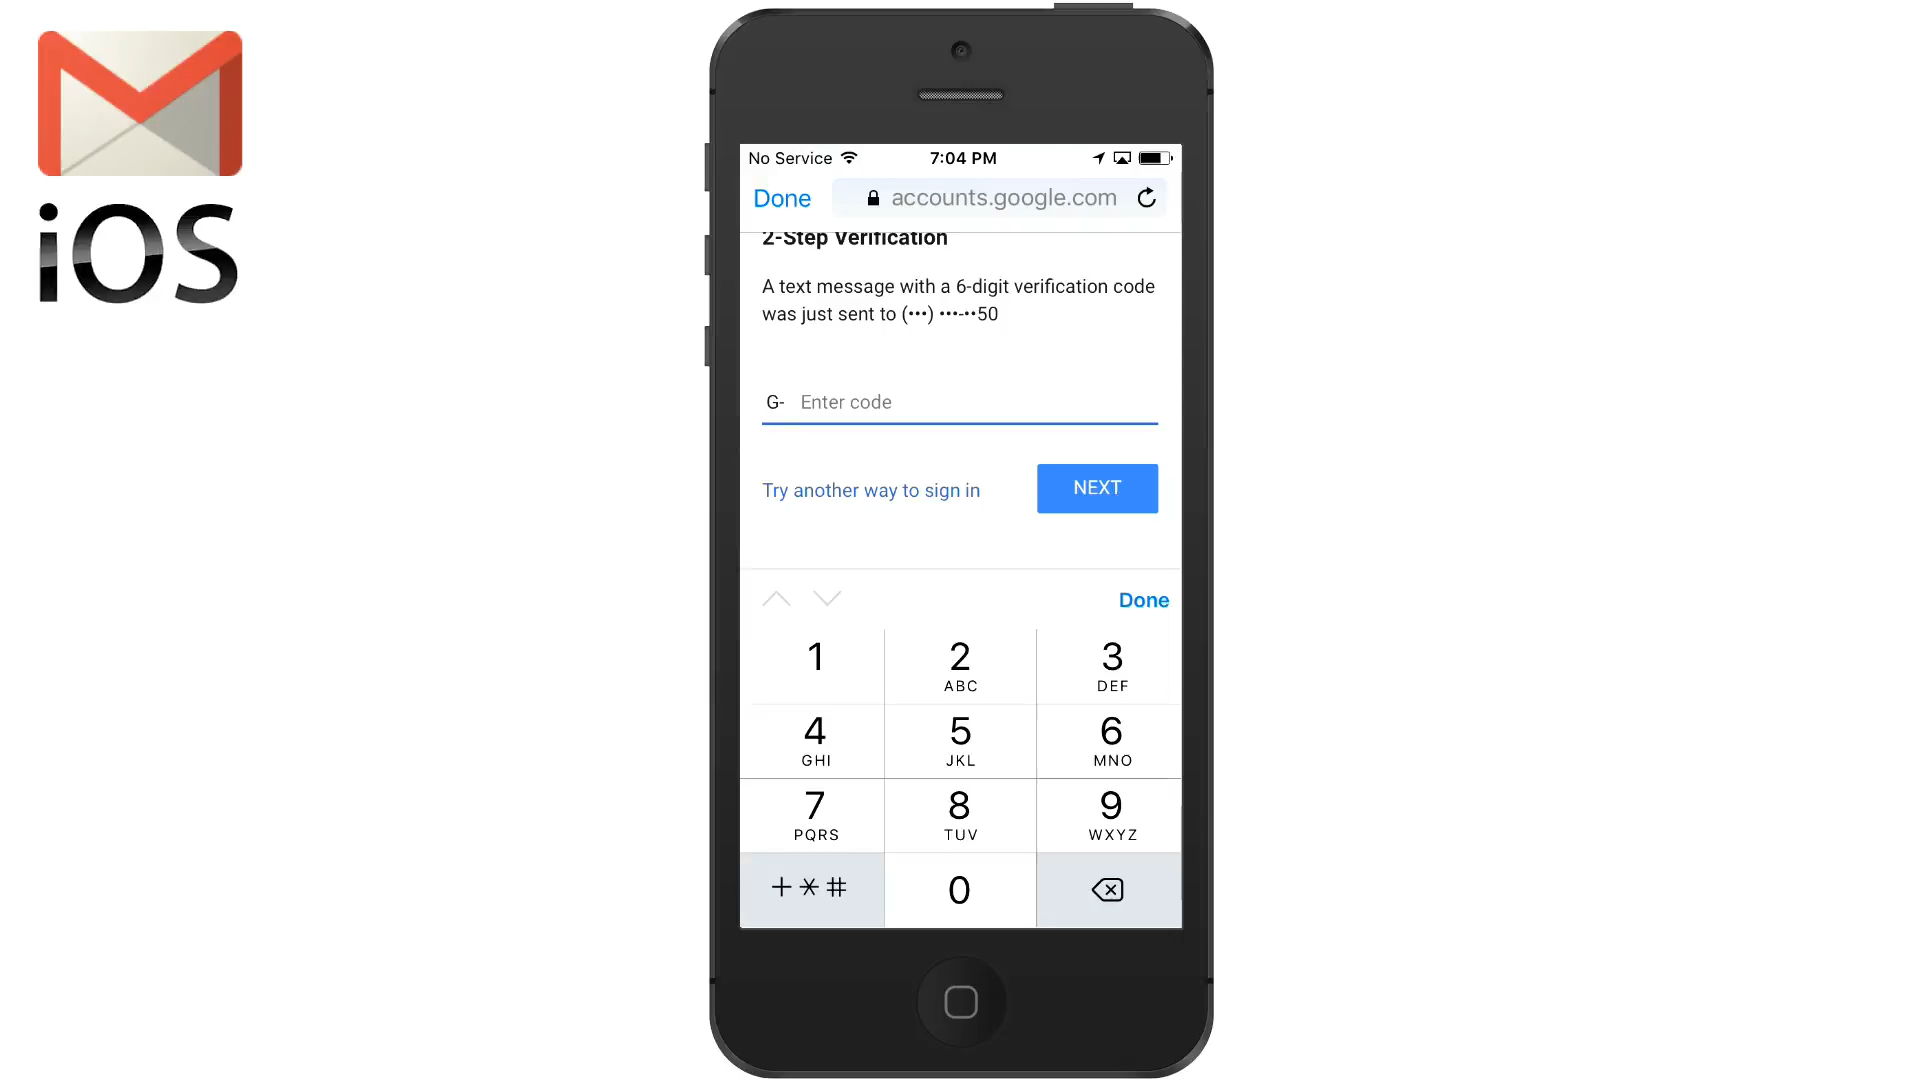 iOS
No Service
7:04 PM
Done
accounts.google.com
2-Step Verification
A text message with a 6-digit verification code
was just sent to (•••) •••-••50
G- Enter code
Try another way to sign in
NEXT
Done
1
2
ABC
3
DEF
4
GHI
5
JKL
6
MNO
7
PQRS
8
TUV
9
WXYZ
+*#
0